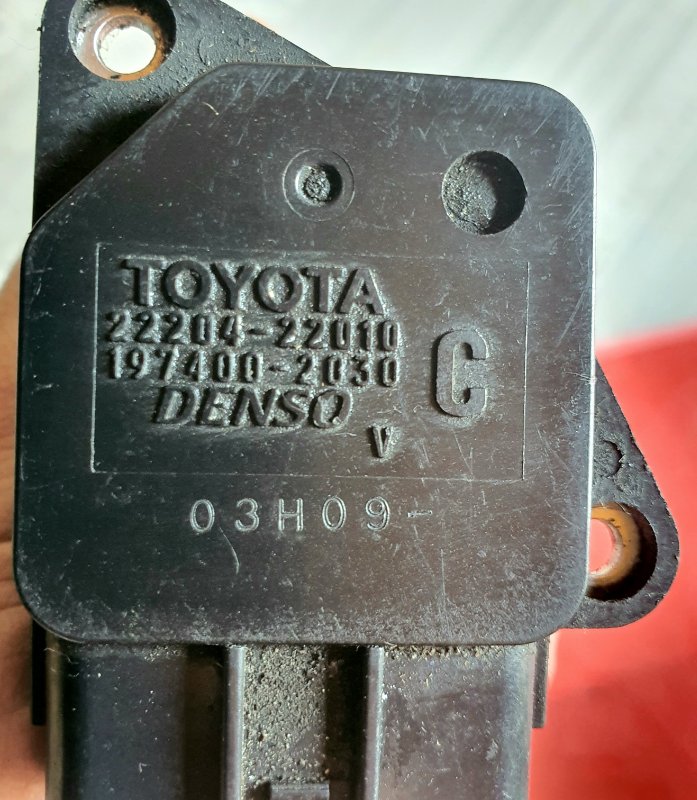 TOYOTA
22204-22010
197400-2030
C
DENSO
V
03H09-